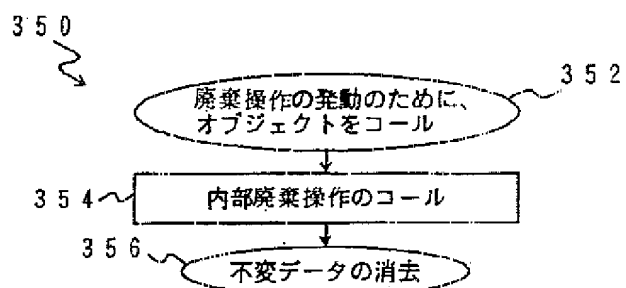 350
352
廃棄操作の発動のために、
オブジェクトをコール
354
内部廃棄操作のコール
356
不変データの消去